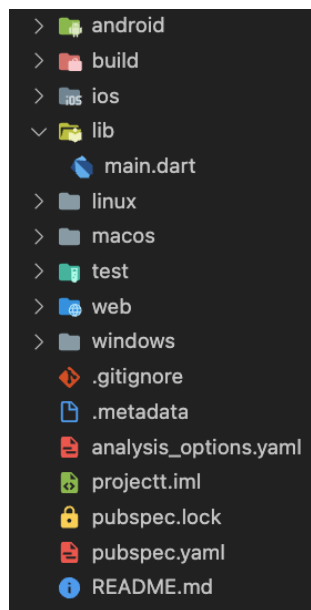 android
build
iOS
ios
lib
main.dart
linux
macos
test
web
windows
.gitignore
.metadata
analysis_options.yaml
projectt.iml
pubspec.lock
pubspec.yaml
README.md